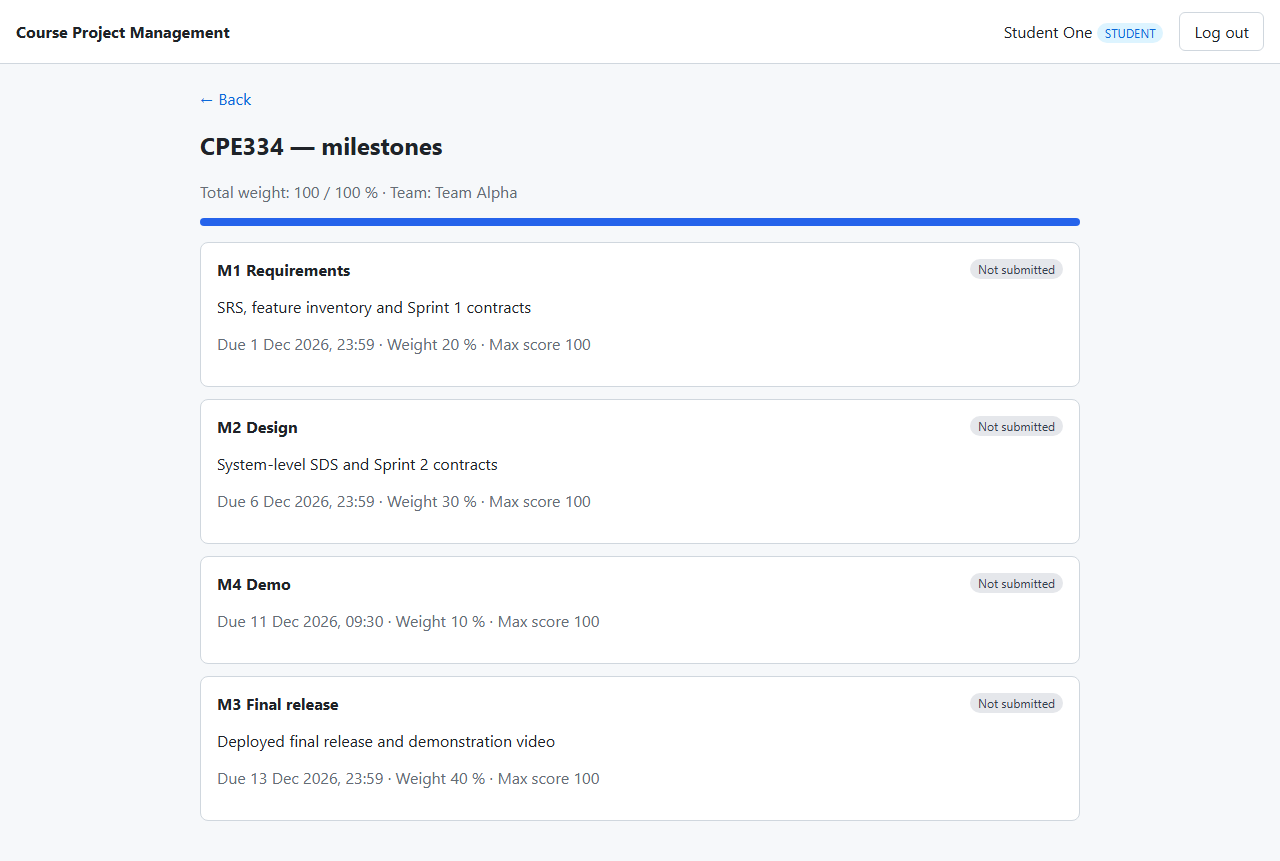 Course Project Management
Student One STUDENT Log out
← Back
CPE334 — milestones
Total weight: 100 / 100 % · Team: Team Alpha
M1 Requirements Not submitted
SRS, feature inventory and Sprint 1 contracts
Due 1 Dec 2026, 23:59 · Weight 20 % · Max score 100
M2 Design Not submitted
System-level SDS and Sprint 2 contracts
Due 6 Dec 2026, 23:59 · Weight 30 % · Max score 100
M4 Demo Not submitted
Due 11 Dec 2026, 09:30 · Weight 10 % · Max score 100
M3 Final release Not submitted
Deployed final release and demonstration video
Due 13 Dec 2026, 23:59 · Weight 40 % · Max score 100